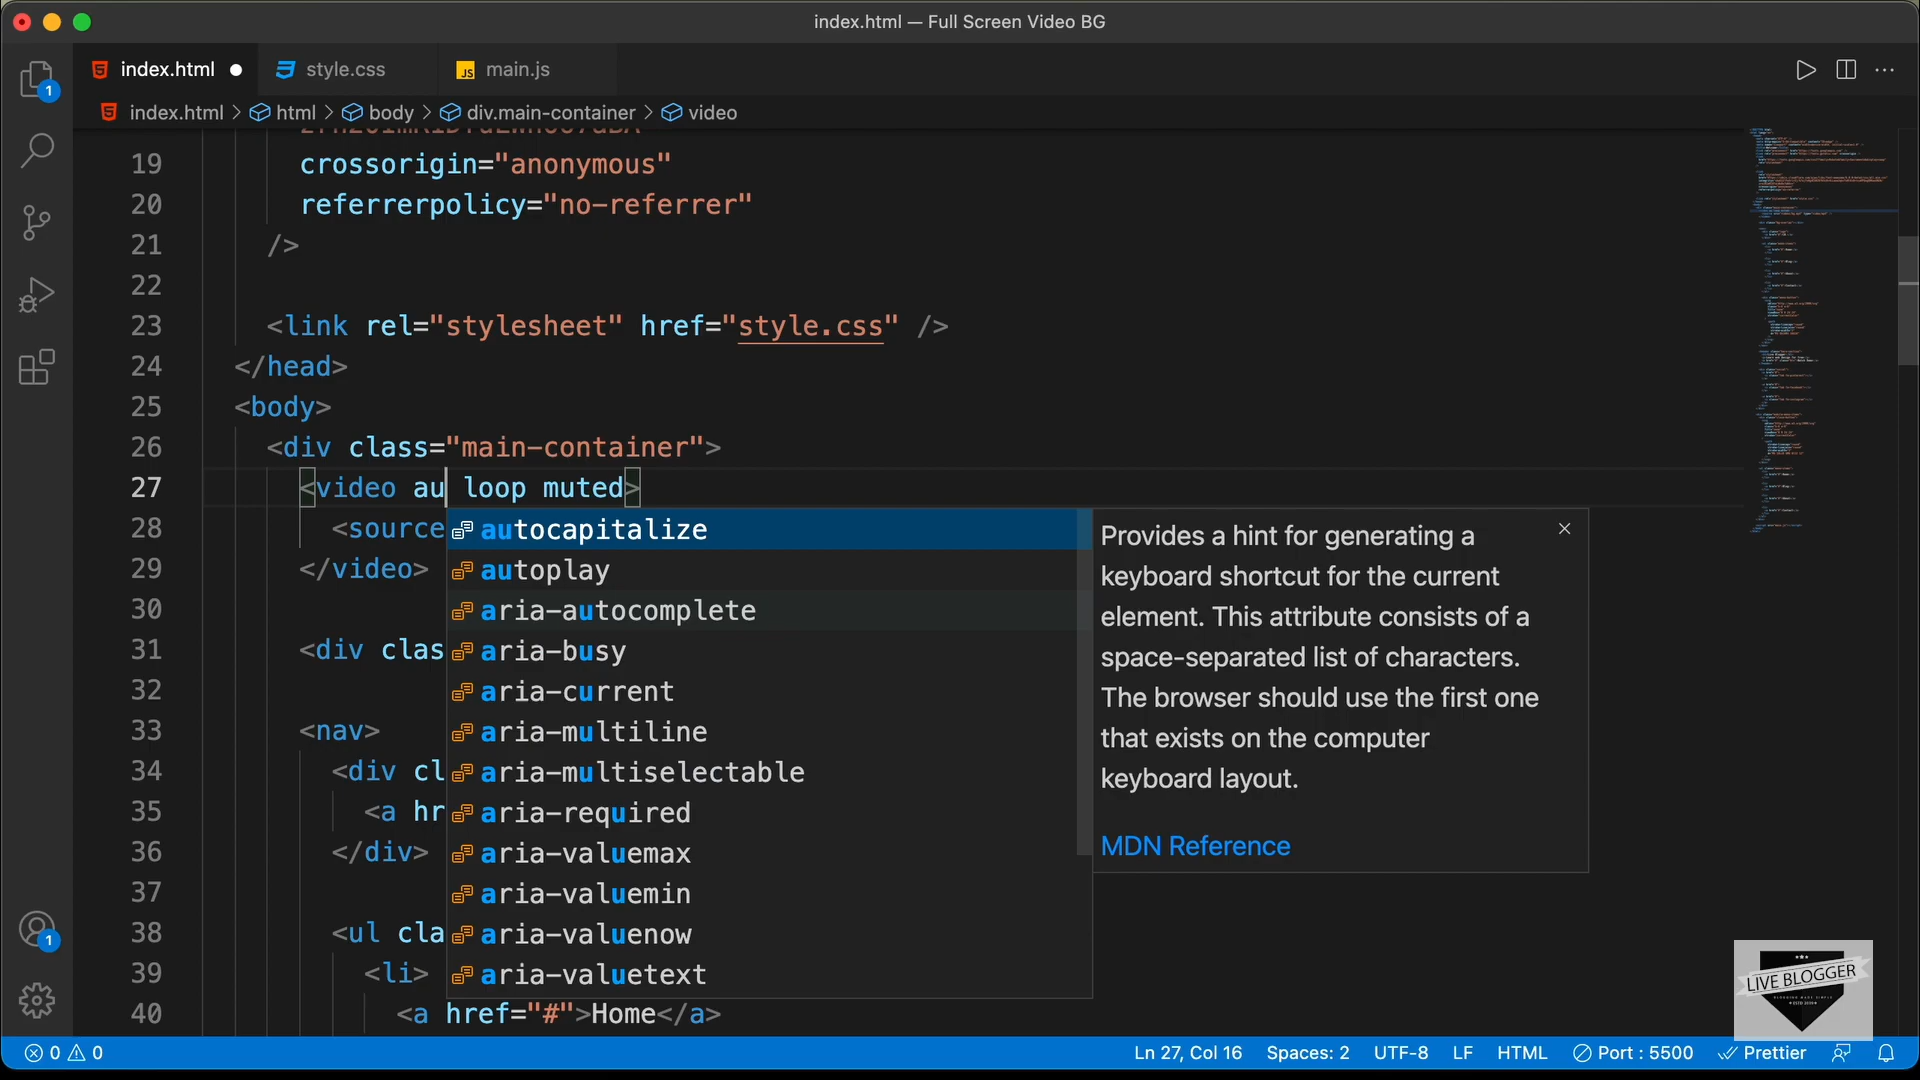 index.html — Full Screen Video BG
index.html
style.css
JS main.js
1
index.html > html > body > div.main-container > video
19 crossorigin="anonymous"
20 referrerpolicy="no-referrer"
21 />
22
23 <link rel="stylesheet" href="style.css" />
24 </head>
25 <body>
26 <div class="main-container">
27 <video au loop muted>
28 <source
29 </video>
30
31 <div clas
32
33 <nav>
34 <div cl
35 <a hr
36 </div>
37
38 <ul cla
39 <li>
40 <a href="#">Home</a>
autocapitalize
autoplay
aria-autocomplete
aria-busy
aria-current
aria-multiline
aria-multiselectable
aria-required
aria-valuemax
aria-valuemin
aria-valuenow
aria-valuetext
Provides a hint for generating a
keyboard shortcut for the current
element. This attribute consists of a
space-separated list of characters.
The browser should use the first one
that exists on the computer
keyboard layout.
MDN Reference
1
LIVE BLOGGER
0 0
Ln 27, Col 16 Spaces: 2 UTF-8 LF HTML Port : 5500 Prettier